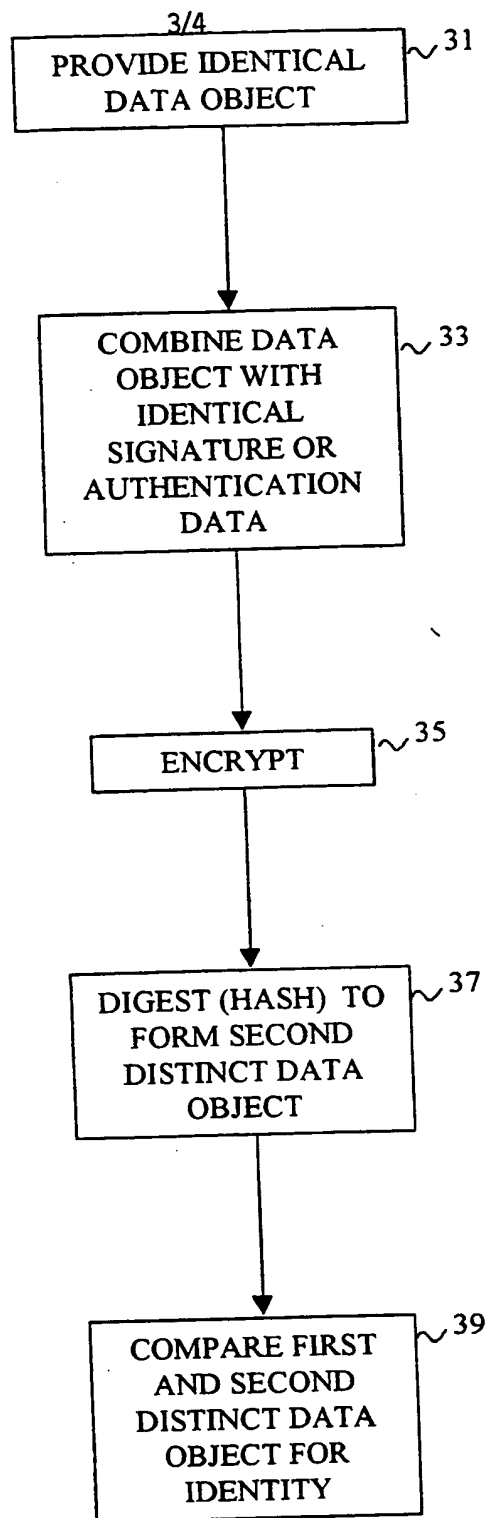 3/4
PROVIDE IDENTICAL
DATA OBJECT
31
COMBINE DATA
OBJECT WITH
IDENTICAL
SIGNATURE OR
AUTHENTICATION
DATA
33
ENCRYPT
35
DIGEST (HASH) TO
FORM SECOND
DISTINCT DATA
OBJECT
37
COMPARE FIRST
AND SECOND
DISTINCT DATA
OBJECT FOR
IDENTITY
39